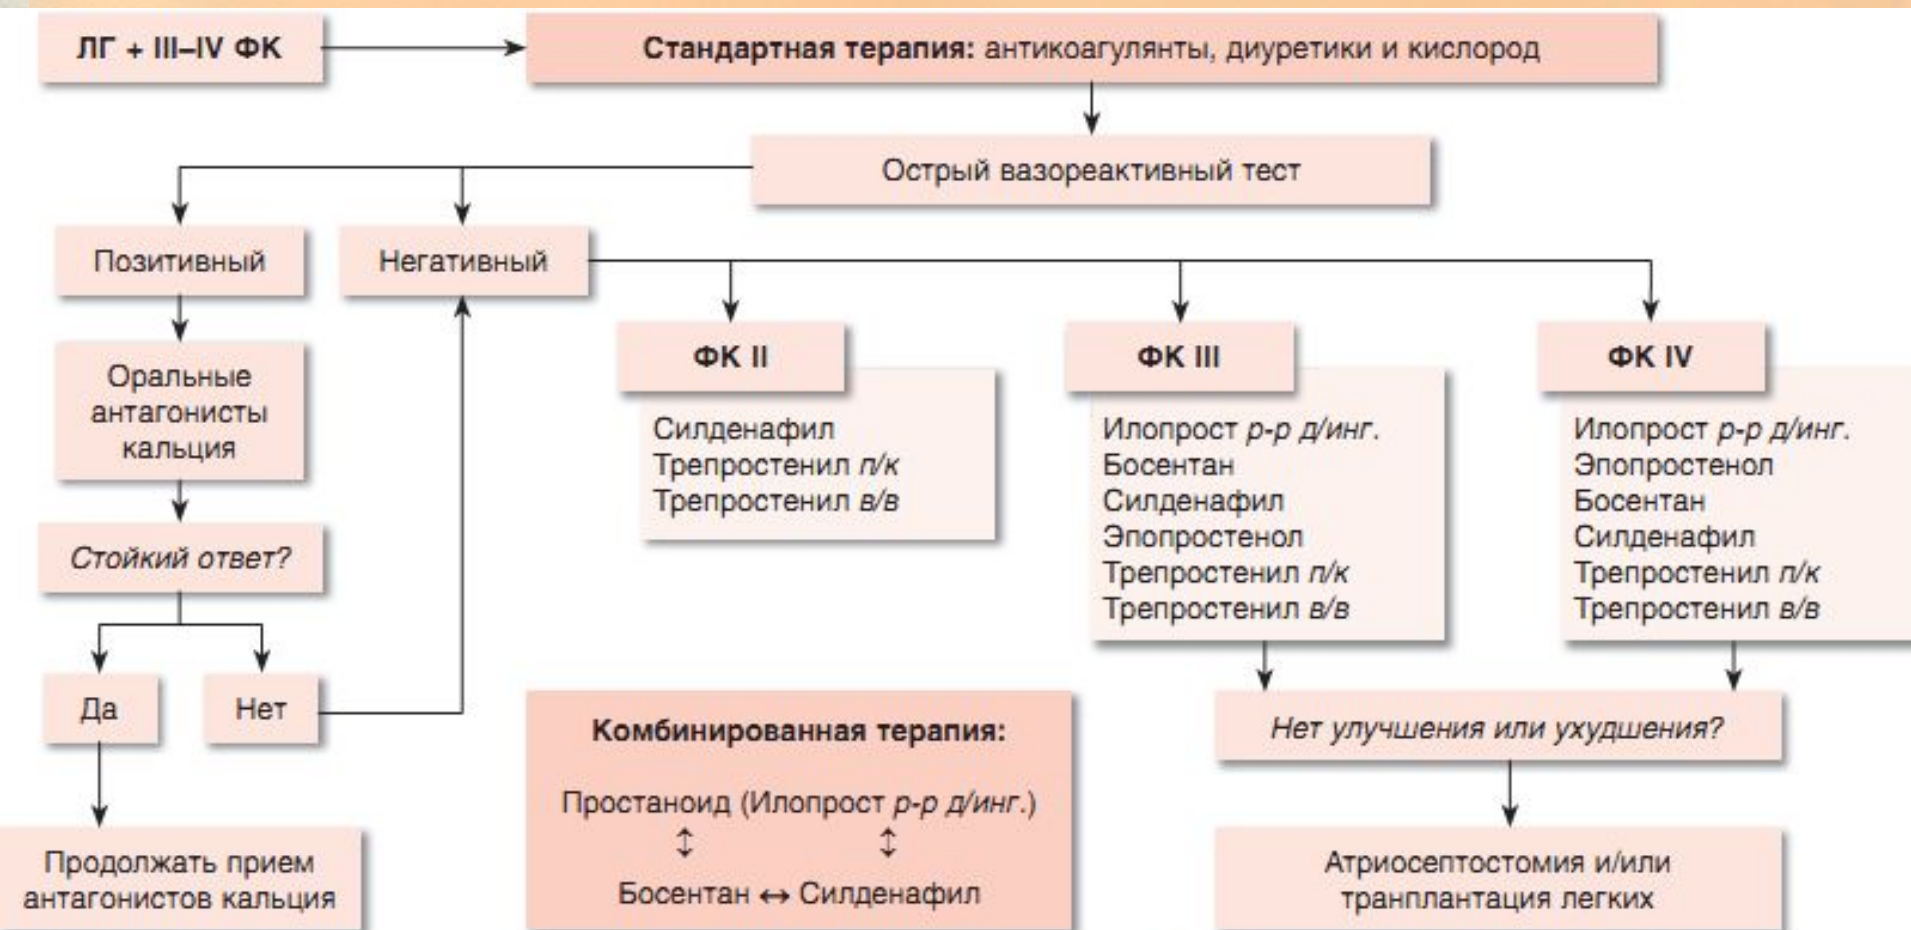 ЛГ + III–IV ФК
Стандартная терапия: антикоагулянты, диуретики и кислород
Острый вазореактивный тест
Позитивный
Негативный
Оральные
антагонисты
кальция
Стойкий ответ?
Да
Нет
Продолжать прием
антагонистов кальция
ФК II
Силденафил
Трепростенил п/к
Трепростенил в/в
ФК III
Илопрост р-р д/инг.
Босентан
Силденафил
Эпопростенол
Трепростенил п/к
Трепростенил в/в
ФК IV
Илопрост р-р д/инг.
Эпопростенол
Босентан
Силденафил
Трепростенил п/к
Трепростенил в/в
Комбинированная терапия:
Простаноид (Илопрост р-р д/инг.)
↕ ↕
Босентан ↔ Силденафил
Нет улучшения или ухудшения?
Атриосептостомия и/или
транплантация легких